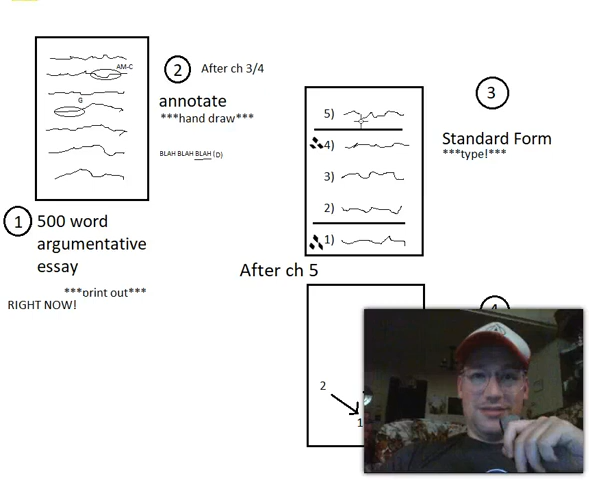 AM-C
G
2 After ch 3/4
annotate
***hand draw***
BLAH BLAH BLAH (D)
1 500 word
argumentative
essay
***print out***
RIGHT NOW!
5)
4)
3)
2)
1)
3
Standard Form
***type!***
After ch 5
2
1